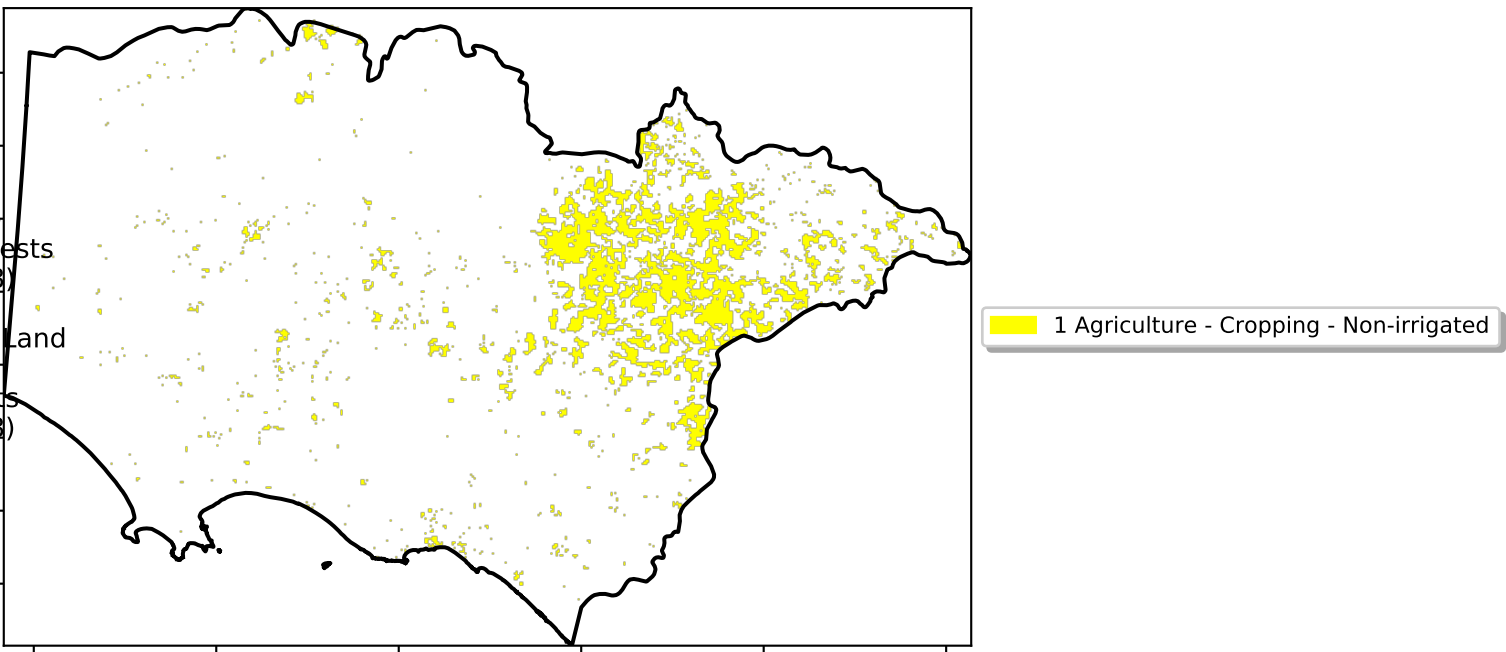 ests
)
Land
s
)
1 Agriculture - Cropping - Non-irrigated